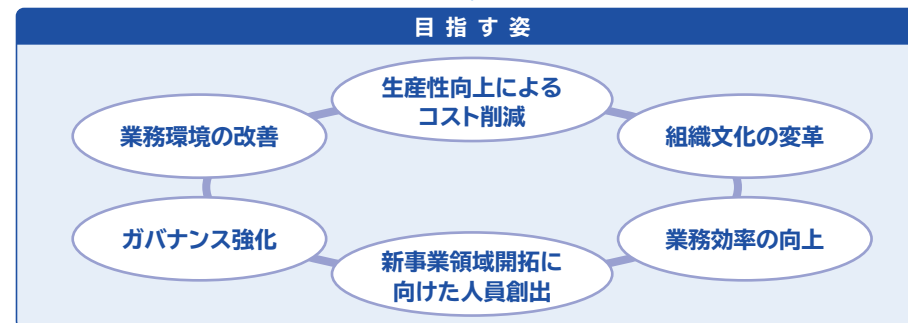 目指す姿
生産性向上による
コスト削減
業務環境の改善
組織文化の変革
ガバナンス強化
業務効率の向上
新事業領域開拓に
向けた人員創出